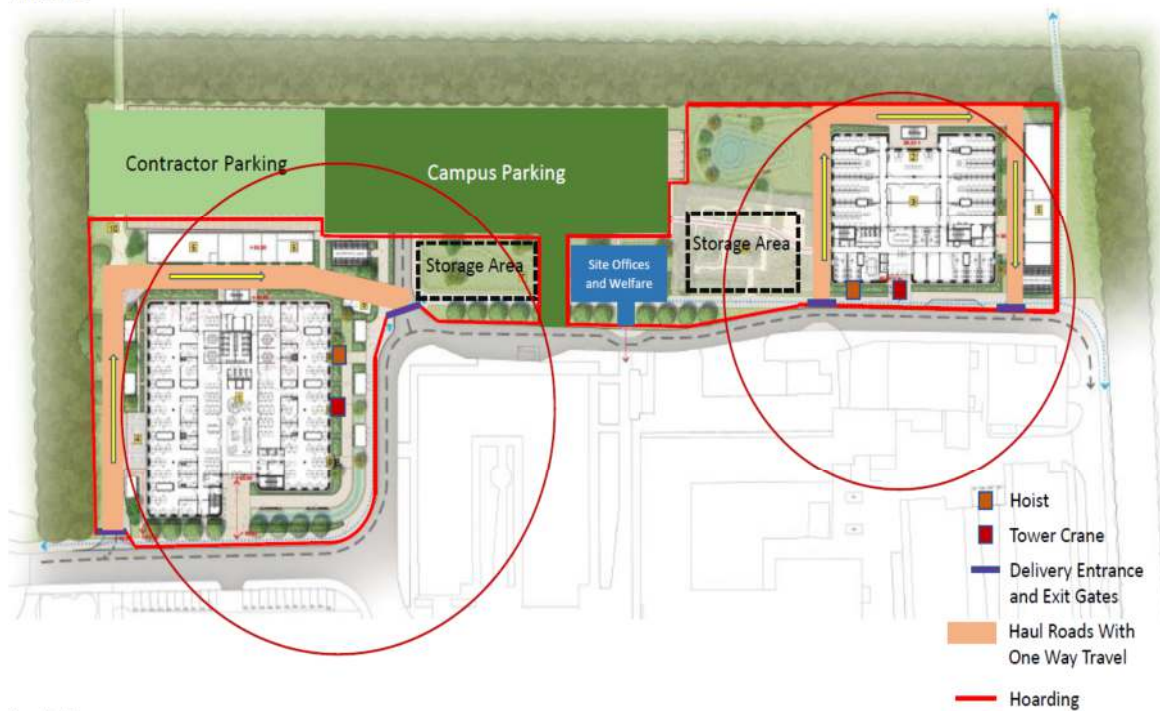 Contractor Parking
Campus Parking
Storage Area
Site Offices
and Welfare
Storage Area
10
Hoist
Tower Crane
Delivery Entrance
and Exit Gates
Haul Roads With
One Way Travel
Hoarding